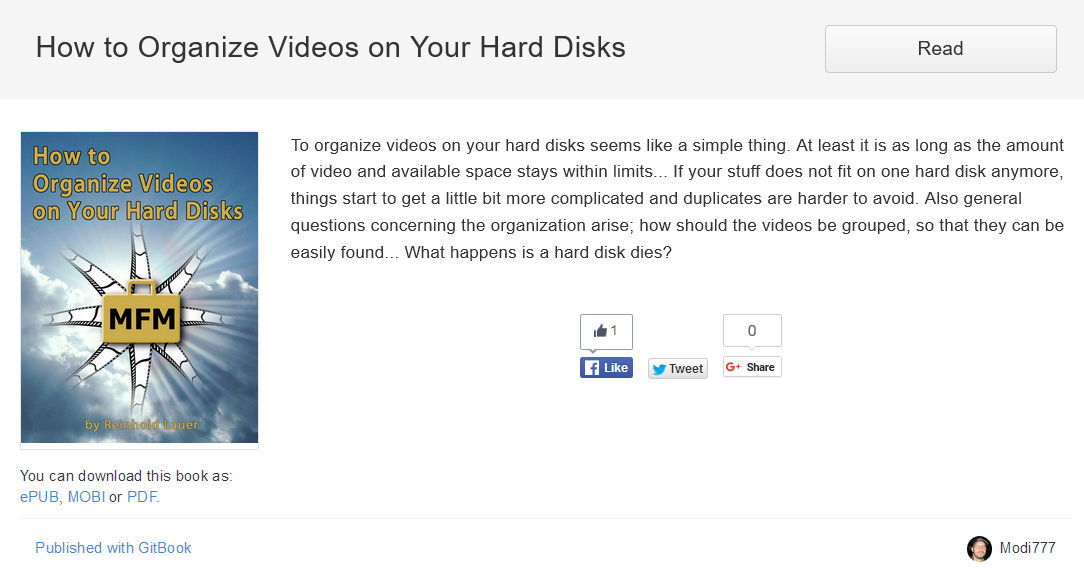 How to Organize Videos on Your Hard Disks
Read
How to
Organize Videos
on Your Hard Disks
MFM
by Reinhold Lauer
To organize videos on your hard disks seems like a simple thing. At least it is as long as the amount
of video and available space stays within limits... If your stuff does not fit on one hard disk anymore,
things start to get a little bit more complicated and duplicates are harder to avoid. Also general
questions concerning the organization arise; how should the videos be grouped, so that they can be
easily found... What happens is a hard disk dies?
1
0
Like
Tweet
G+ Share
You can download this book as:
ePUB, MOBI or PDF.
Published with GitBook
Modi777